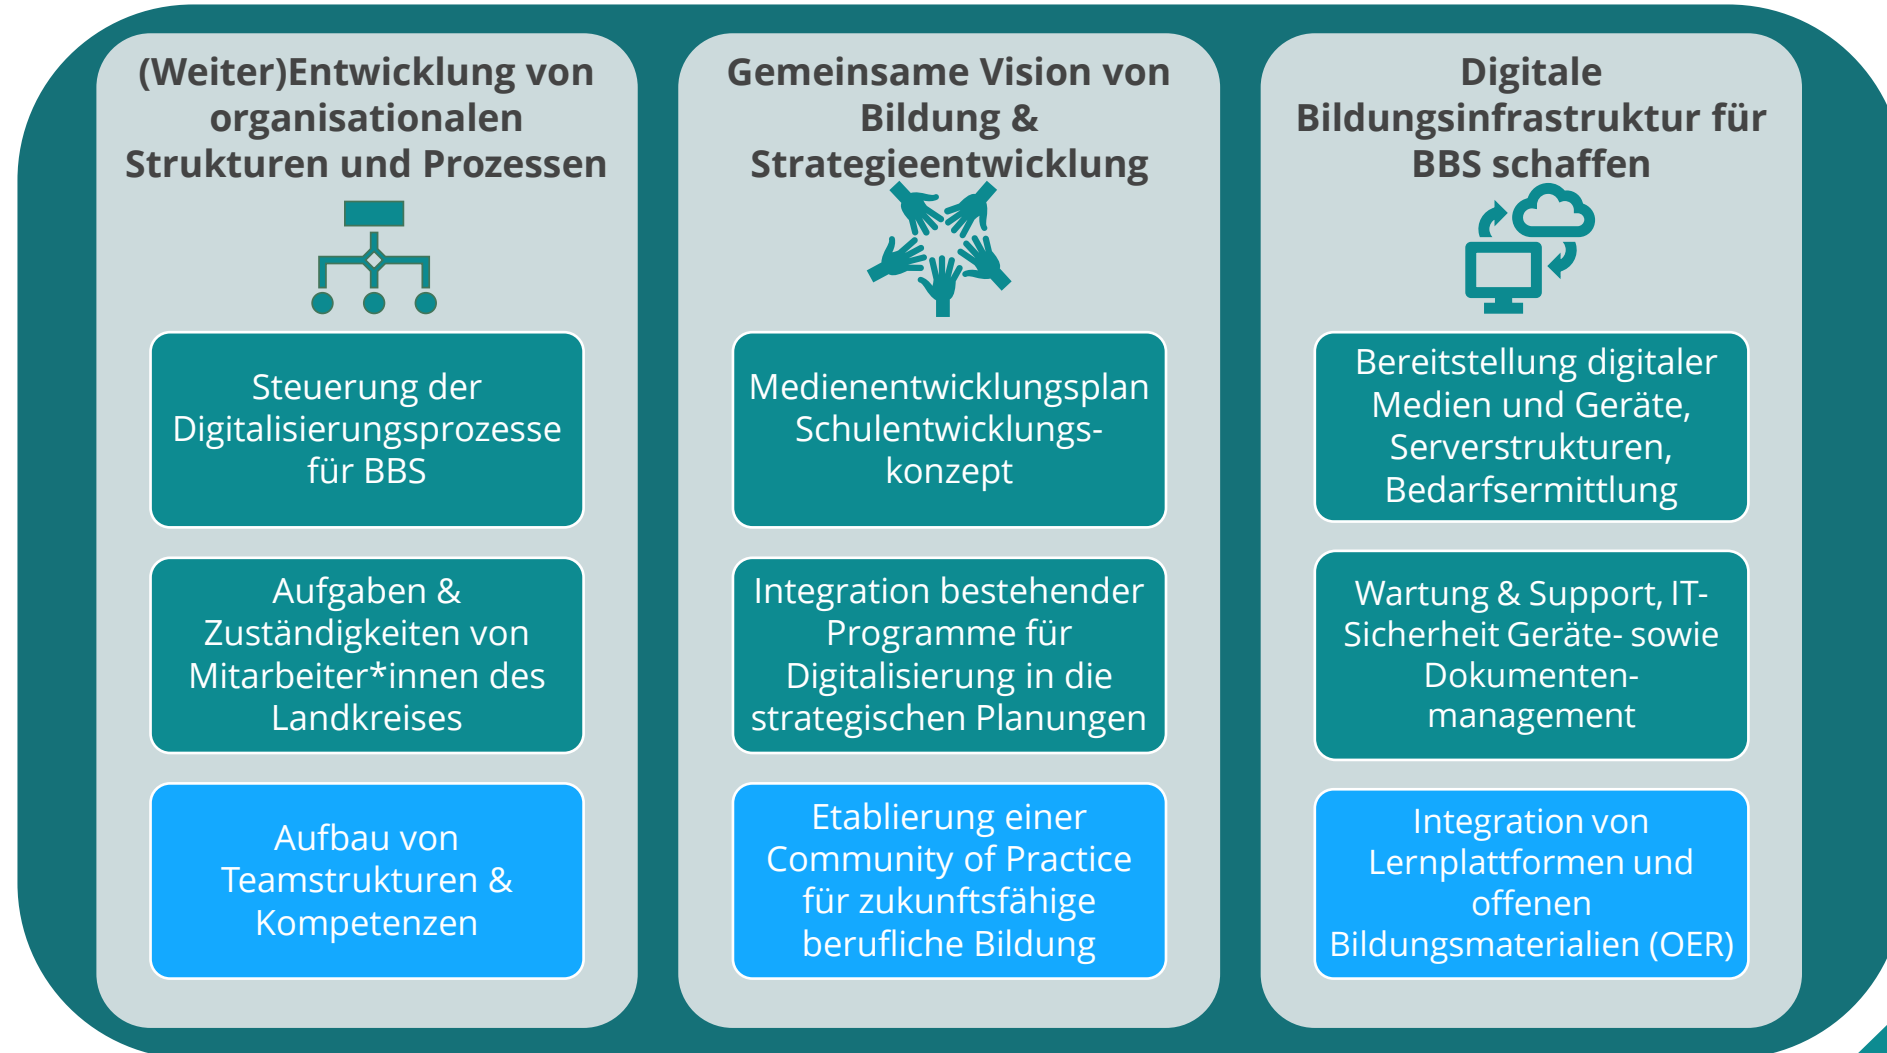 (Weiter)Entwicklung von
organisationalen
Strukturen und Prozessen
Steuerung der
Digitalisierungsprozesse
für BBS
Aufgaben &
Zuständigkeiten von
Mitarbeiter*innen des
Landkreises
Aufbau von
Teamstrukturen &
Kompetenzen
Gemeinsame Vision von
Bildung &
Strategieentwicklung
Medienentwicklungsplan
Schulentwicklungs-
konzept
Integration bestehender
Programme für
Digitalisierung in die
strategischen Planungen
Etablierung einer
Community of Practice
für zukunftsfähige
berufliche Bildung
Digitale
Bildungsinfrastruktur für
BBS schaffen
Bereitstellung digitaler
Medien und Geräte,
Serverstrukturen,
Bedarfsermittlung
Wartung & Support, IT-
Sicherheit Geräte- sowie
Dokumenten-
management
Integration von
Lernplattformen und
offenen
Bildungsmaterialien (OER)